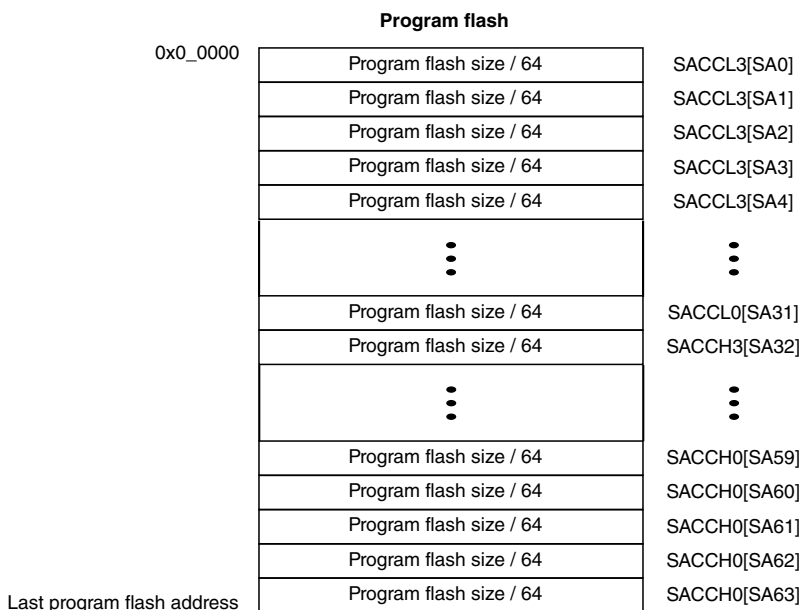 Program flash
0x0_0000
Program flash size / 64 SACCL3[SA0]
Program flash size / 64 SACCL3[SA1]
Program flash size / 64 SACCL3[SA2]
Program flash size / 64 SACCL3[SA3]
Program flash size / 64 SACCL3[SA4]
Program flash size / 64 SACCL0[SA31]
Program flash size / 64 SACCH3[SA32]
Program flash size / 64 SACCH0[SA59]
Program flash size / 64 SACCH0[SA60]
Program flash size / 64 SACCH0[SA61]
Program flash size / 64 SACCH0[SA62]
Program flash size / 64 SACCH0[SA63]
Last program flash address